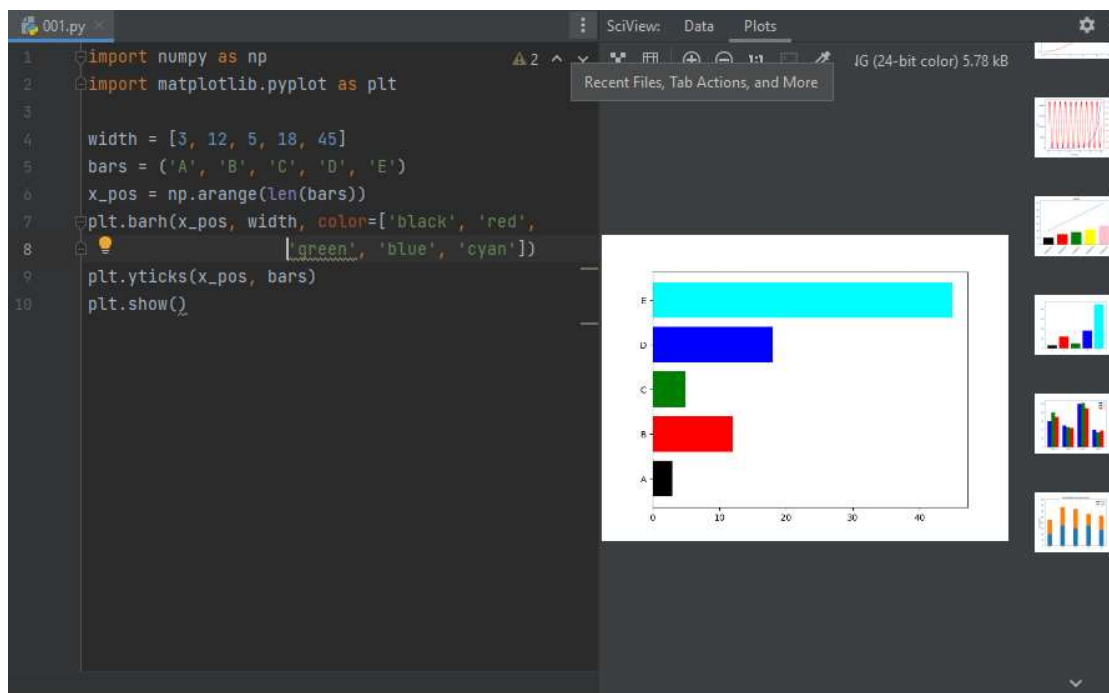 001.py
SciView: Data Plots
1 import numpy as np
2 import matplotlib.pyplot as plt
3
4 width = [3, 12, 5, 18, 45]
5 bars = ('A', 'B', 'C', 'D', 'E')
6 x_pos = np.arange(len(bars))
7 plt.barh(x_pos, width, color=['black', 'red',
8 'green', 'blue', 'cyan'])
9 plt.yticks(x_pos, bars)
10 plt.show()
2
1:1 JG (24-bit color) 5.78 kB
Recent Files, Tab Actions, and More
E
D
C
B
A
0 10 20 30 40